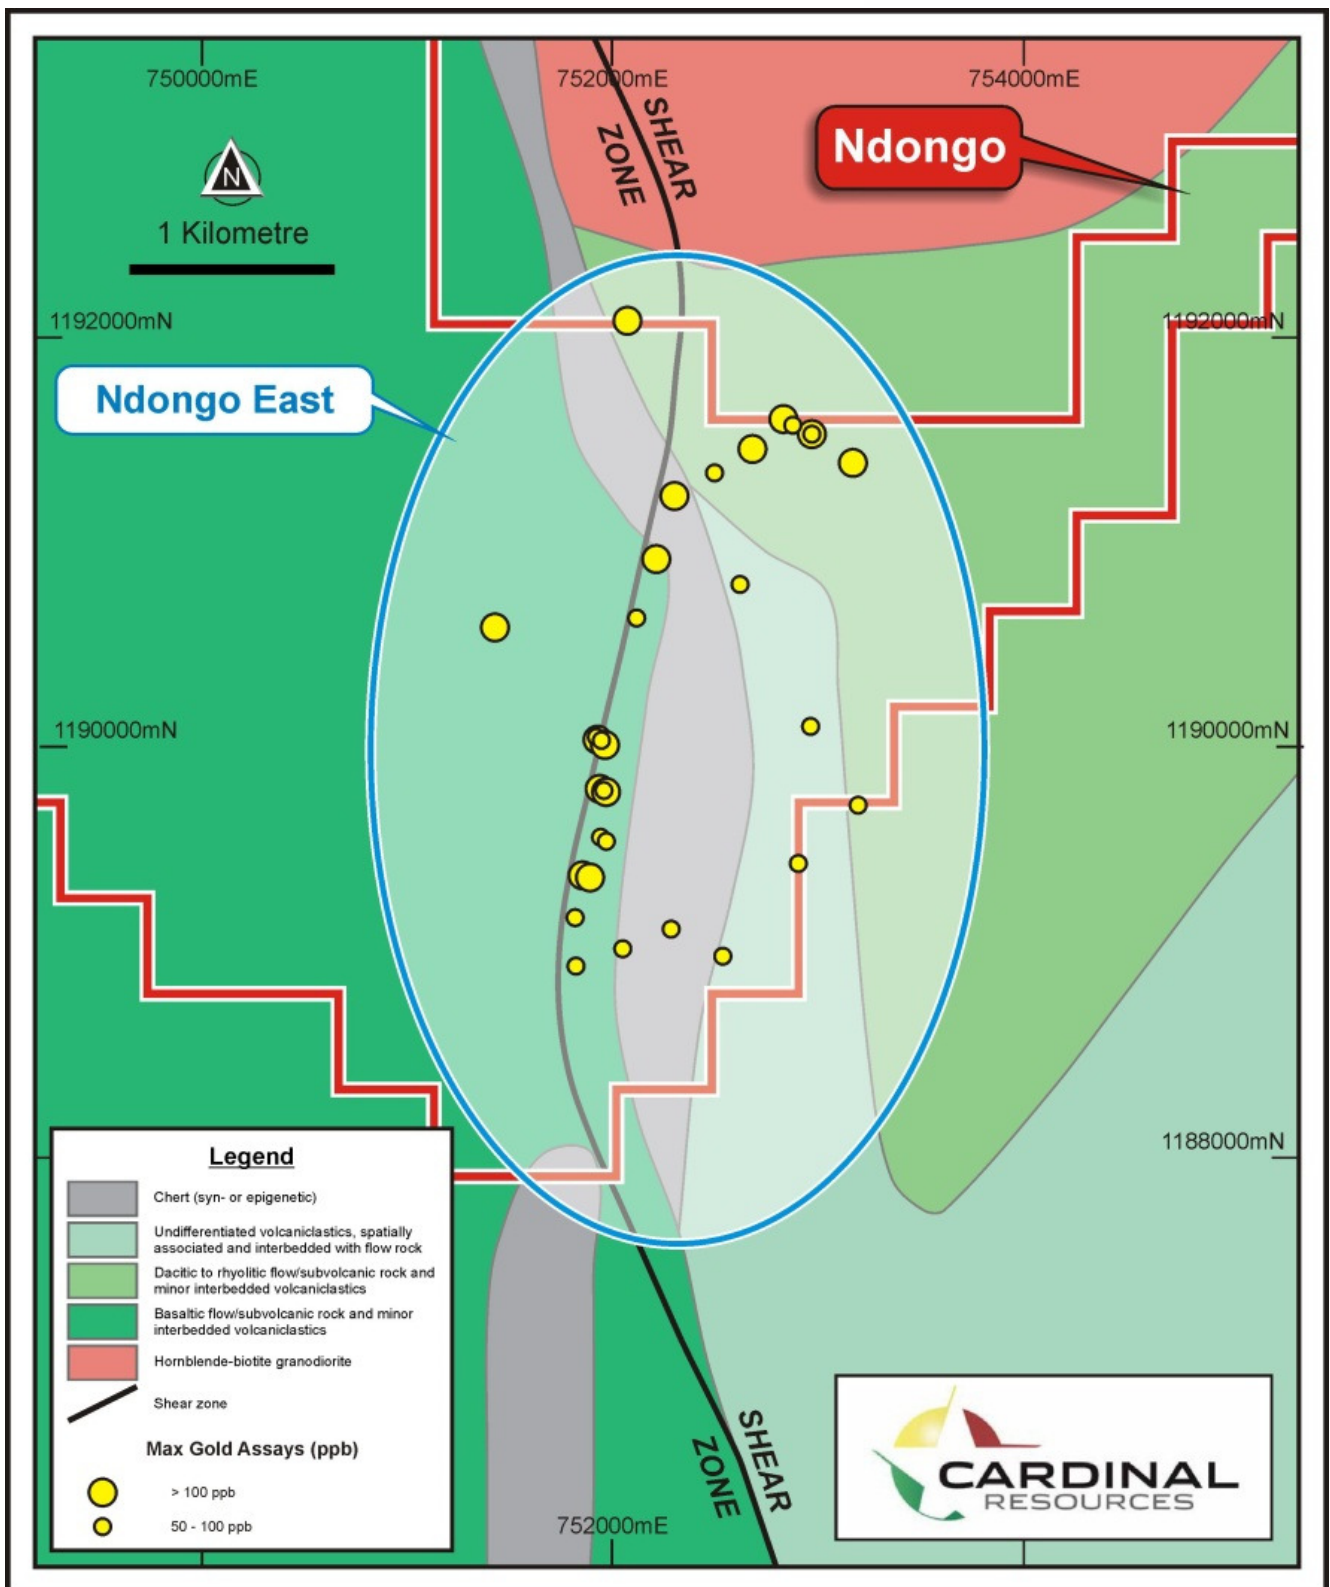 750000mE
752000mE
754000mE
SHEAR
ZONE
Ndongo
N
1 Kilometre
1192000mN
1192000mN
Ndongo East
1190000mN
1190000mN
1188000mN
Legend
Chert (syn- or epigenetic)
Undifferentiated volcaniclastics, spatially
associated and interbedded with flow rock
Dacitic to rhyolitic flow/subvolcanic rock and
minor interbedded volcaniclastics
Basaltic flow/subvolcanic rock and minor
interbedded volcaniclastics
Hornblende-biotite granodiorite
Shear zone
Max Gold Assays (ppb)
> 100 ppb
50 - 100 ppb
SHEAR
ZONE
752000mE
CARDINAL
RESOURCES